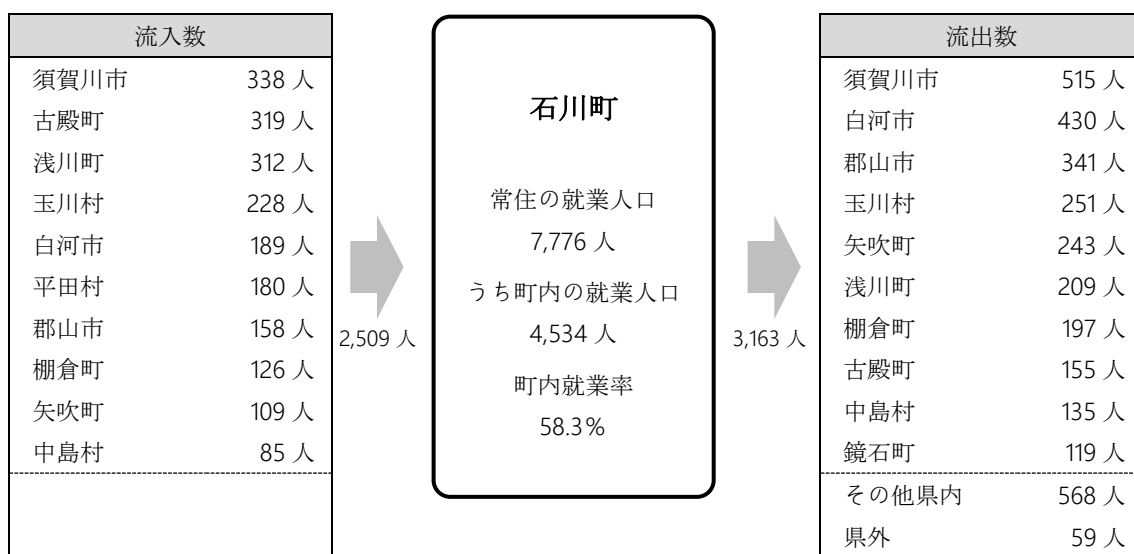 流入数
須賀川市 338 人
古殿町 319 人
浅川町 312 人
玉川村 228 人
白河市 189 人
平田村 180 人
郡山市 158 人
棚倉町 126 人
矢吹町 109 人
中島村 85 人
2,509 人
石川町
常住の就業人口
7,776 人
うち町内の就業人口
4,534 人
町内就業率
58.3%
3,163 人
流出数
須賀川市 515 人
白河市 430 人
郡山市 341 人
玉川村 251 人
矢吹町 243 人
浅川町 209 人
棚倉町 197 人
古殿町 155 人
中島村 135 人
鏡石町 119 人
その他県内 568 人
県外 59 人